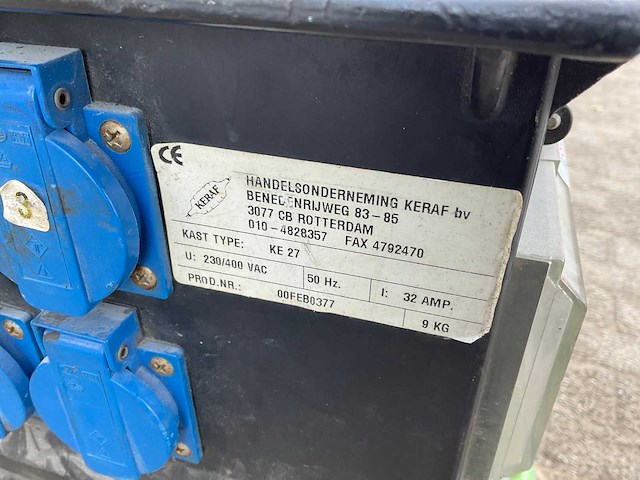 CE
KERAF
HANDELSONDERNEMING KERAF bv
BENEDENRIJWEG 83-85
3077 CB ROTTERDAM
010-4828357 FAX 4792470
KAST TYPE: KE 27
U: 230/400 VAC 50 Hz. I: 32 AMP.
PROD.NR.: 00FEB0377 9 KG
3